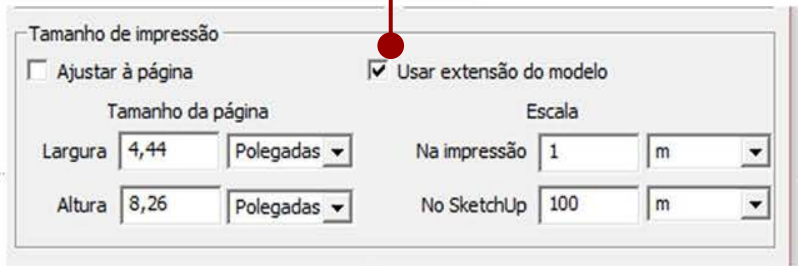 Tamanho de impressão
Ajustar à página Usar extensão do modelo
Tamanho da página Escala
Largura 4,44 Polegadas Na impressão 1 m
Altura 8,26 Polegadas No SketchUp 100 m